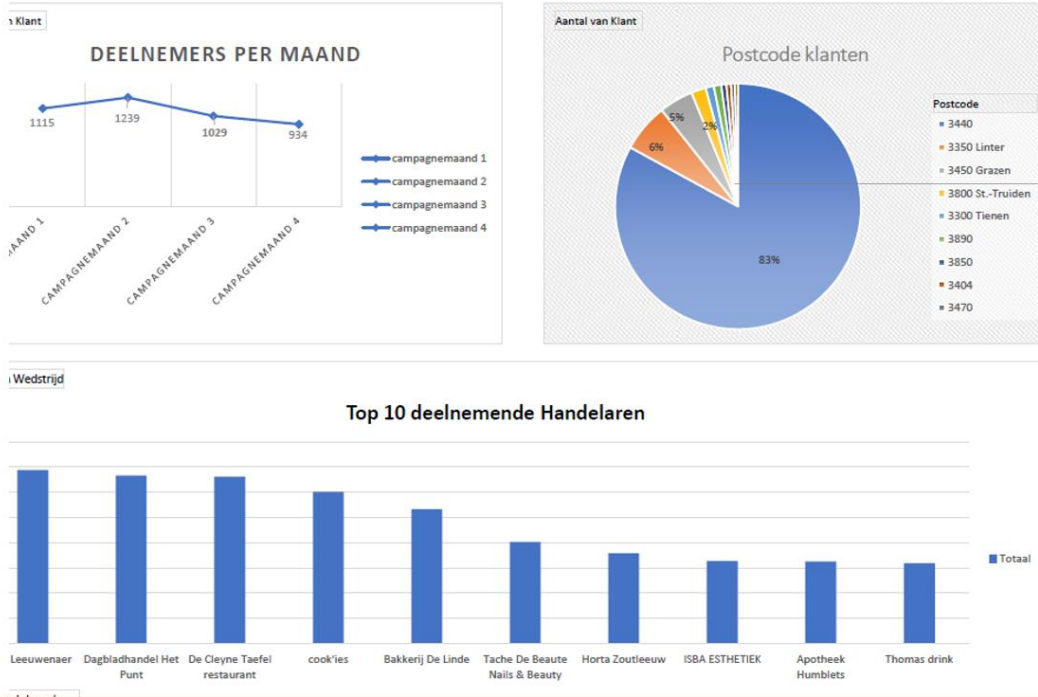 n Klant
DEELNEMERS PER MAAND
1115
1239
1029
934
campagnemaand 1
campagnemaand 2
campagnemaand 3
campagnemaand 4
MAAND 1
CAMPAGNEMAAND 2
CAMPAGNEMAAND 3
CAMPAGNEMAAND 4
Aantal van Klant
Postcode klanten
83%
6%
5%
2%
Postcode
3440
3350 Linter
3450 Grazen
3800 St.-Truiden
3300 Tienen
3890
3850
3404
3470
Wedstrijd
Top 10 deelnemende Handelaren
Leeuwenaer
Dagbladhandel Het
Punt
De Cleyne Taefel
restaurant
cook'ies
Bakkerij De Linde
Tache De Beaute
Nails & Beauty
Horta Zoutleeuw
ISBA ESTHETIEK
Apotheek
Humblets
Thomas drink
Totaal